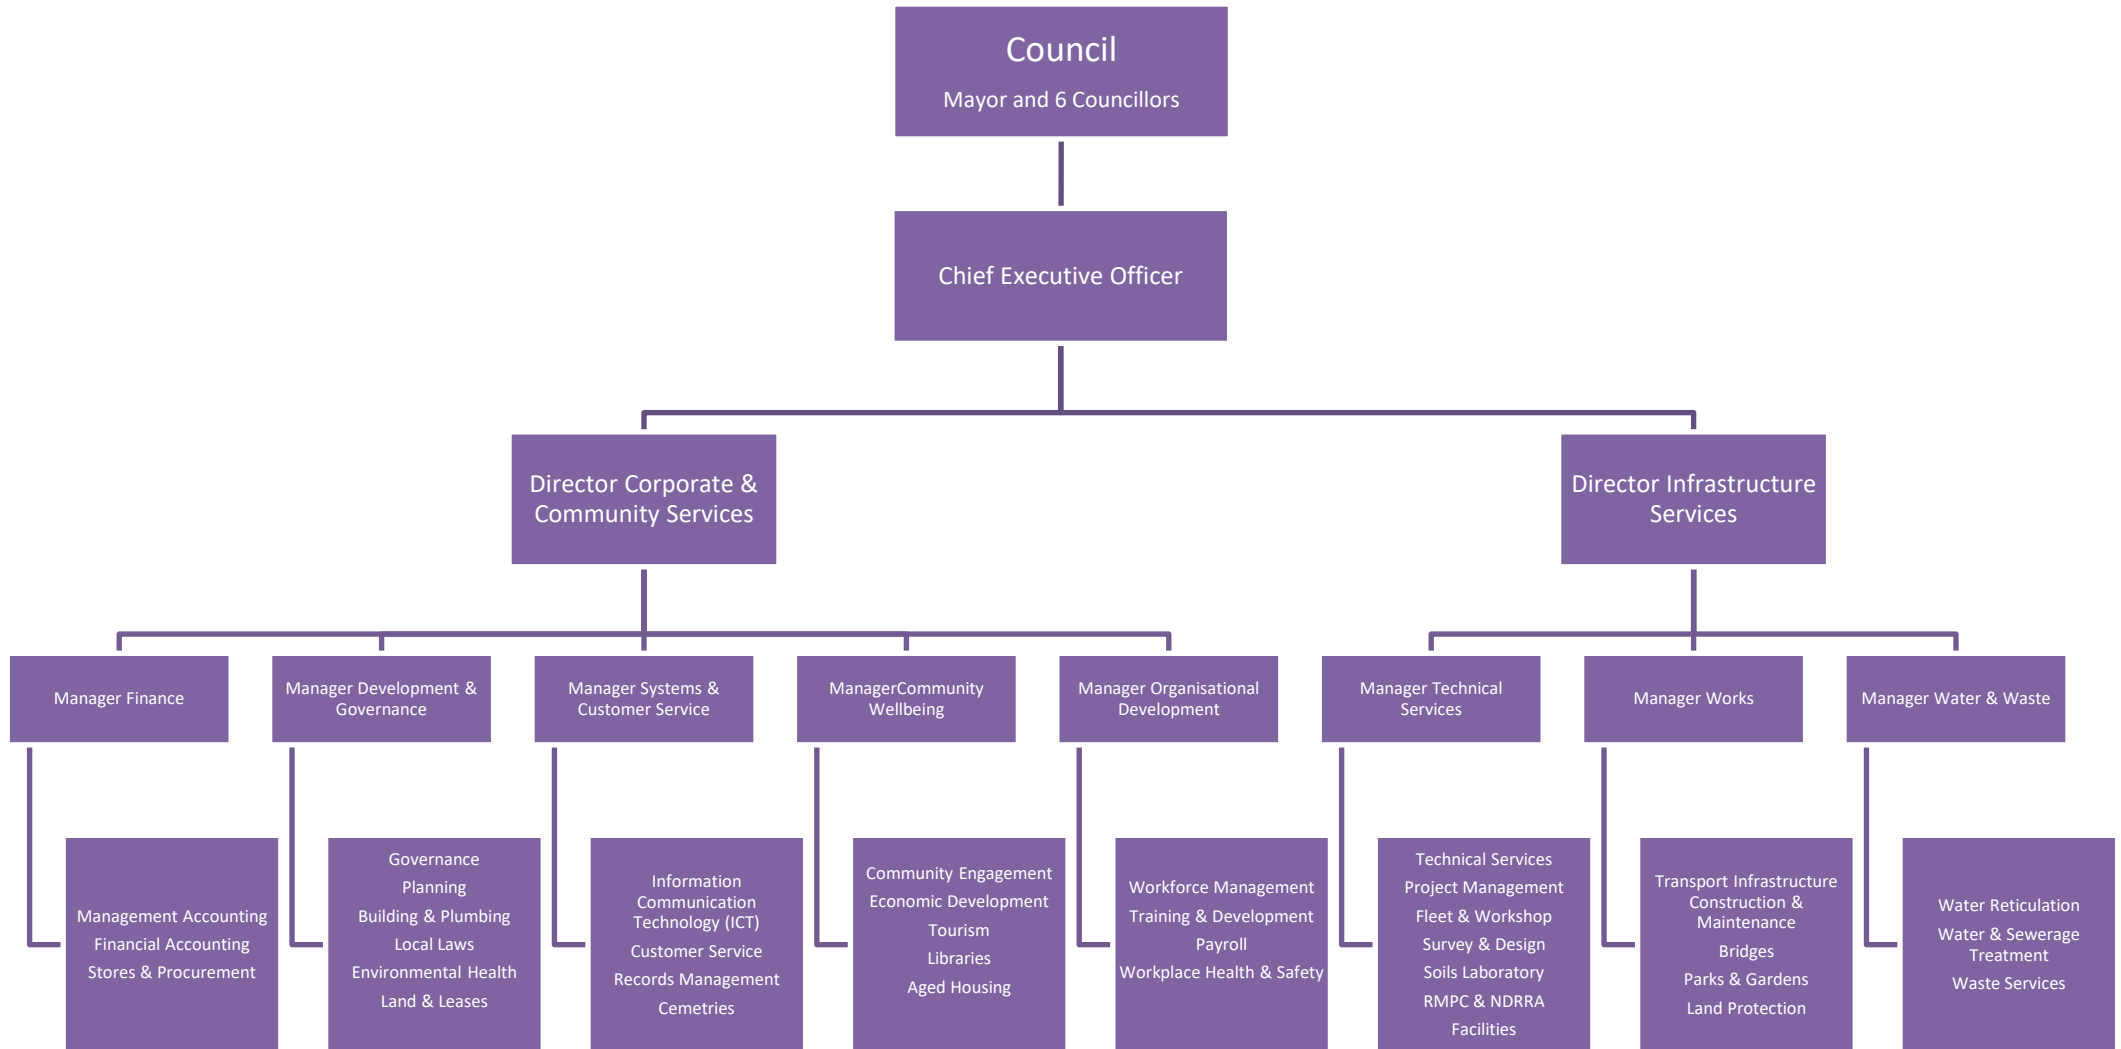 Council
Mayor and 6 Councillors
Chief Executive Officer
Director Corporate &
Community Services
Director Infrastructure
Services
Manager Finance
Manager Development &
Governance
Manager Systems &
Customer Service
ManagerCommunity
Wellbeing
Manager Organisational
Development
Manager Technical
Services
Manager Works
Manager Water & Waste
Management Accounting
Financial Accounting
Stores & Procurement
Governance
Planning
Building & Plumbing
Local Laws
Environmental Health
Land & Leases
Information
Communication
Technology (ICT)
Customer Service
Records Management
Cemetries
Community Engagement
Economic Development
Tourism
Libraries
Aged Housing
Workforce Management
Training & Development
Payroll
Workplace Health & Safety
Technical Services
Project Management
Fleet & Workshop
Survey & Design
Soils Laboratory
RMPC & NDRRA
Facilities
Transport Infrastructure
Construction &
Maintenance
Bridges
Parks & Gardens
Land Protection
Water Reticulation
Water & Sewerage
Treatment
Waste Services